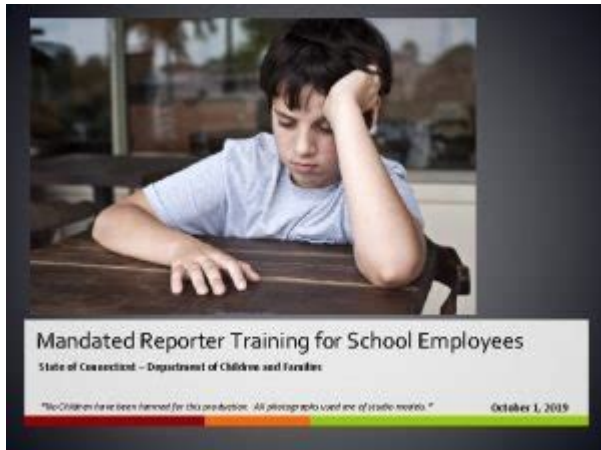 Mandated Reporter Training for School Employees
State of Connecticut – Department of Children and Families
"No Children have been harmed for this production. All photographs used are of studio models."
October 1, 2019